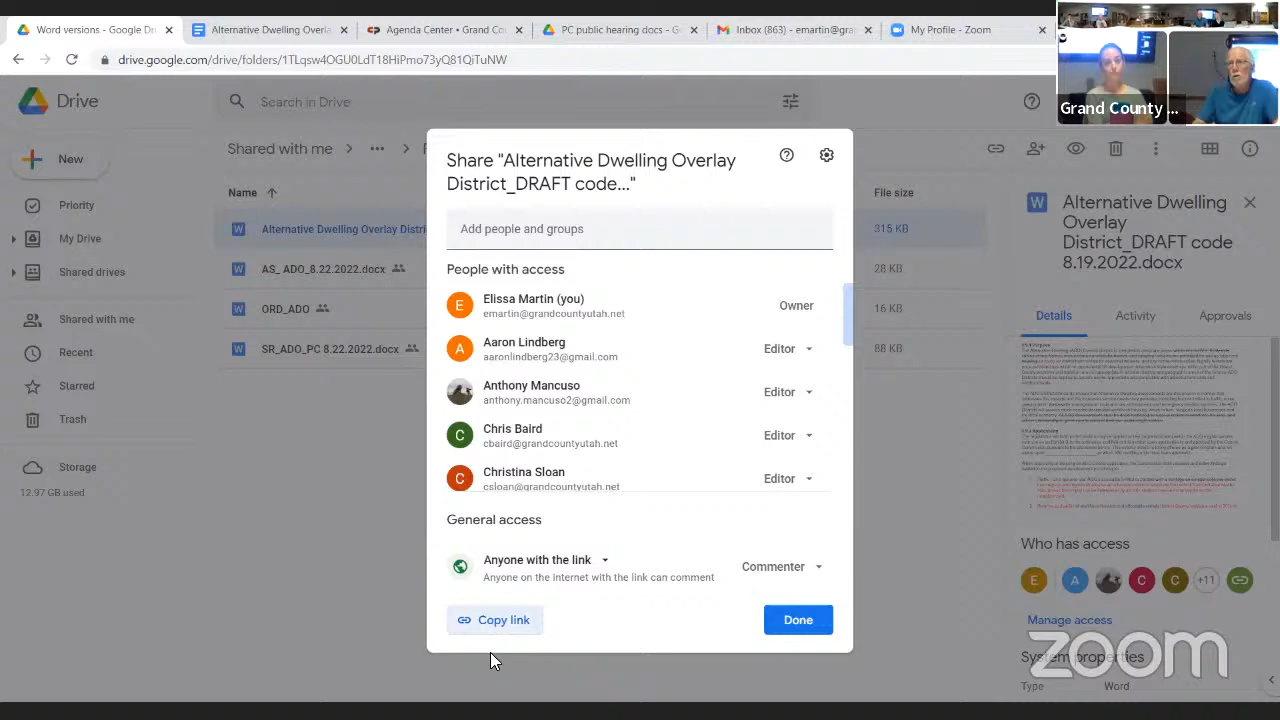 Word versions - Google Dr
Alternative Dwelling Overla
Agenda Center • Grand C
PC public hearing docs - G
Inbox (863) - emartin@gra
My Profile - Zoom
drive.google.com/drive/folders/1TLqsw4OGUDLdT18HiPrTo73yAQ81QiTuNW
Grand County ...
Drive
Search in Drive
New
Shared with me
Priority
My Drive
Shared drives
Shared with me
Recent
Starred
Trash
Storage
12.97 GB used
Name
File size
Alternative Dwelling Overlay Distri
315 KB
AS_ ADO_8.22.2022.docx
28 KB
ORD_ADO
16 KB
SR_ADO_PC 8.22.2022.docx
88 KB
Share "Alternative Dwelling Overlay
District_DRAFT code..."
Add people and groups
People with access
E
Elissa Martin (you)
emartin@grandcountyutah.net
Owner
A
Aaron Lindberg
aaronlindberg23@gmail.com
Editor
Anthony Mancuso
anthony.mancuso2@gmail.com
Editor
C
Chris Baird
cbaird@grandcountyutah.net
Editor
C
Christina Sloan
csloan@grandcountyutah.net
Editor
General access
Anyone with the link
Anyone on the internet with the link can comment
Commenter
Copy link
Done
W
Alternative Dwelling
Overlay
District_DRAFT code
8.19.2022.docx
Details
Activity
Approvals
Who has access
E
A
C
C
+11
Manage access
System properties
Type
Word
zoom